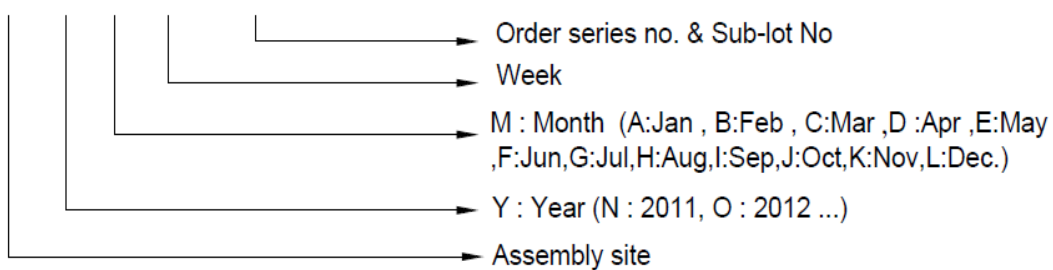 Order series no. & Sub-lot No
Week
M : Month (A:Jan , B:Feb , C:Mar ,D :Apr ,E:May
,F:Jun,G:Jul,H:Aug,I:Sep,J:Oct,K:Nov,L:Dec.)
Y : Year (N : 2011, O : 2012 ...)
Assembly site